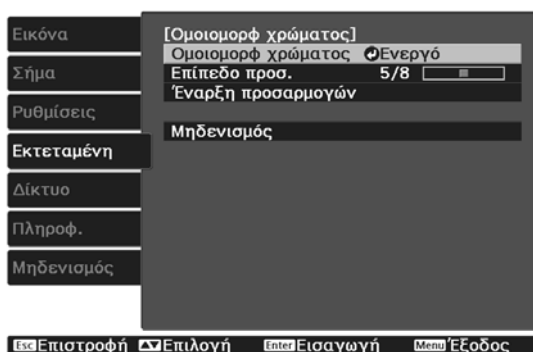 Εικόνα
Σήμα
Ρυθμίσεις
Εκτεταμένη
Δίκτυο
Πληροφ.
Μηδενισμός
[Ομοιομορφ χρώματος]
Ομοιομορφ χρώματος Ενεργό
Επίπεδο προσ. 5/8
Έναρξη προσαρμογών
Μηδενισμός
Esc Επιστροφή Επιλογή Enter Εισαγωγή Menu Έξοδος